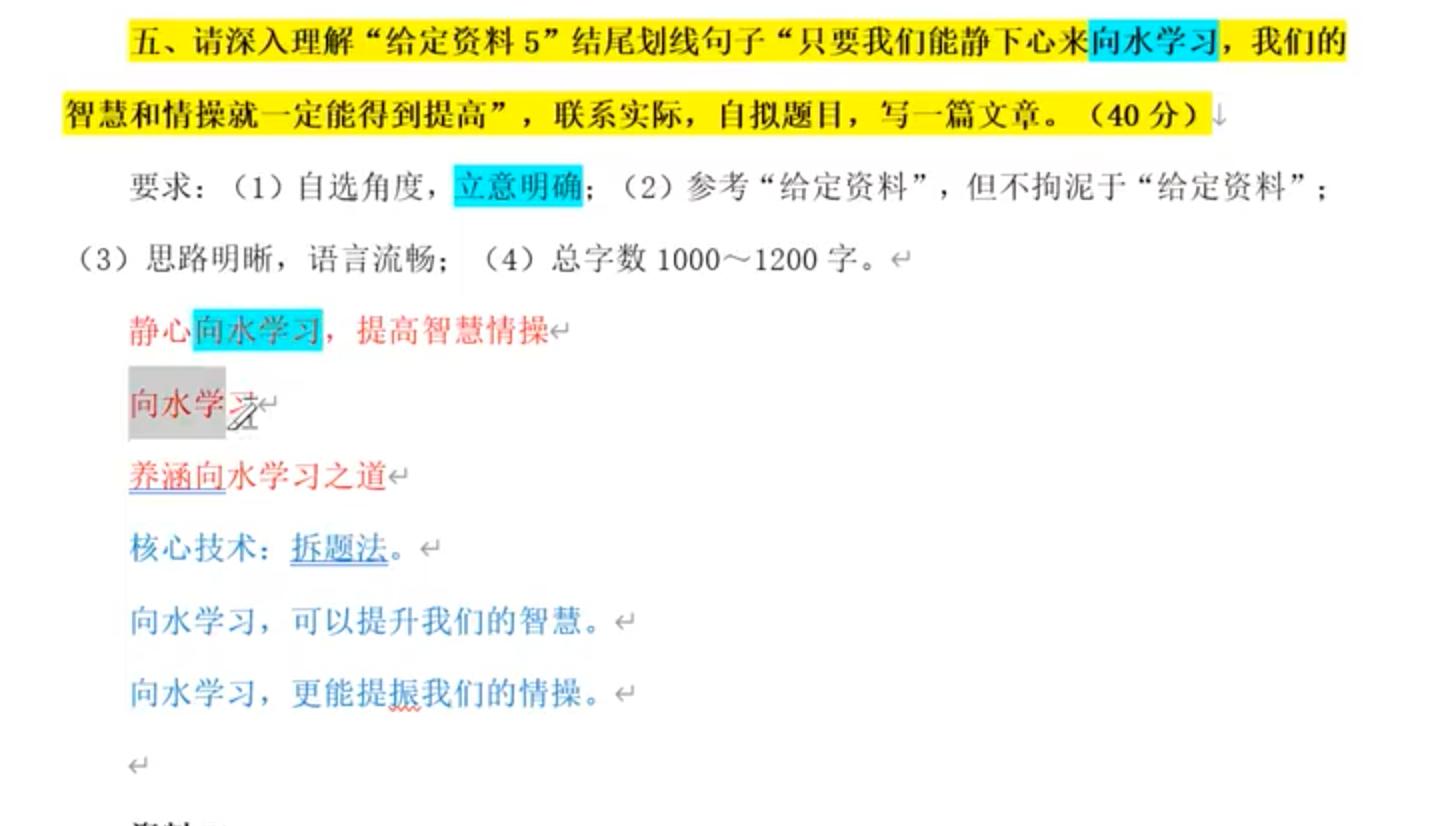 五、请深入理解“给定资料 5”结尾划线句子“只要我们能静下心来向水学习，我们的
智慧和情操就一定能得到提高”，联系实际，自拟题目，写一篇文章。（40 分）↓
要求：（1）自选角度，立意明确；（2）参考“给定资料”，但不拘泥于“给定资料”；
（3）思路明晰，语言流畅；（4）总字数 1000～1200 字。↵
静心向水学习，提高智慧情操↵
向水学习↵
养涵向水学习之道↵
核心技术：拆题法。↵
向水学习，可以提升我们的智慧。↵
向水学习，更能提振我们的情操。↵
↵